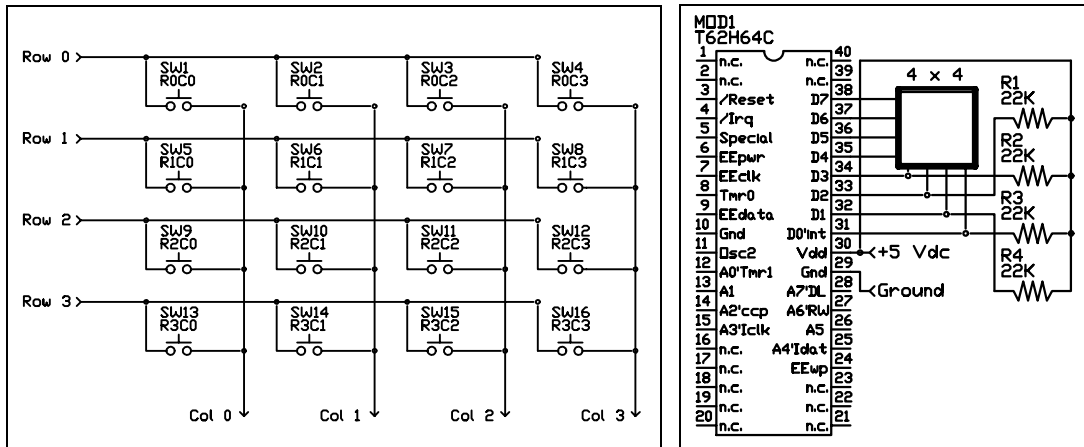 Row 0
SW1 SW2 SW3 SW4
R0C0 R0C1 R0C2 R0C3
Row 1
SW5 SW6 SW7 SW8
R1C0 R1C1 R1C2 R1C3
Row 2
SW9 SW10 SW11 SW12
R2C0 R2C1 R2C2 R2C3
Row 3
SW13 SW14 SW15 SW16
R3C0 R3C1 R3C2 R3C3
Col 0 Col 1 Col 2 Col 3
MOD1
T62H64C
1 n.c. n.c. 40
2 n.c. n.c. 39
3 /Reset D7 38
4 /Irq D6 37
5 Special D5 36
6 EEpwr D4 35
7 EEclk D3 34
8 Tmr0 D2 33
9 EEdata D1 32
10 Gnd D0'Int 31
11 Osc2 Vdd 30
12 A0'Tmr1 Gnd 29
13 A1 A7'DL 28
14 A2'ccp A6'RW 27
15 A3'Iclk A5 26
16 n.c. A4'Idat 25
17 n.c. EEwp 24
18 n.c. n.c. 23
19 n.c. n.c. 22
20 n.c. n.c. 21
4 x 4
R1
22K
R2
22K
R3
22K
R4
22K
+5 Vdc
Ground